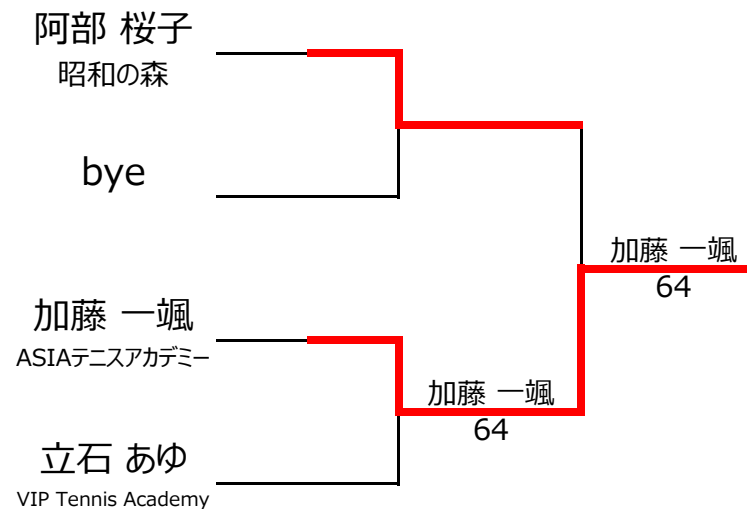 阿部 桜子
昭和の森
bye
加藤 一颯
ASIAテニスアカデミー
立石 あゆ
VIP Tennis Academy
加藤 一颯
64
加藤 一颯
64